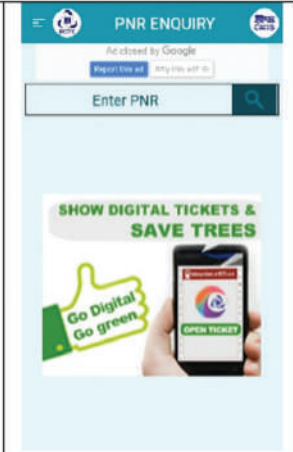 PNR ENQUIRY
Ad closed by Google
Report this ad Why this ad?
Enter PNR
SHOW DIGITAL TICKETS &
SAVE TREES
Go Digital
Go green
OPEN TICKET